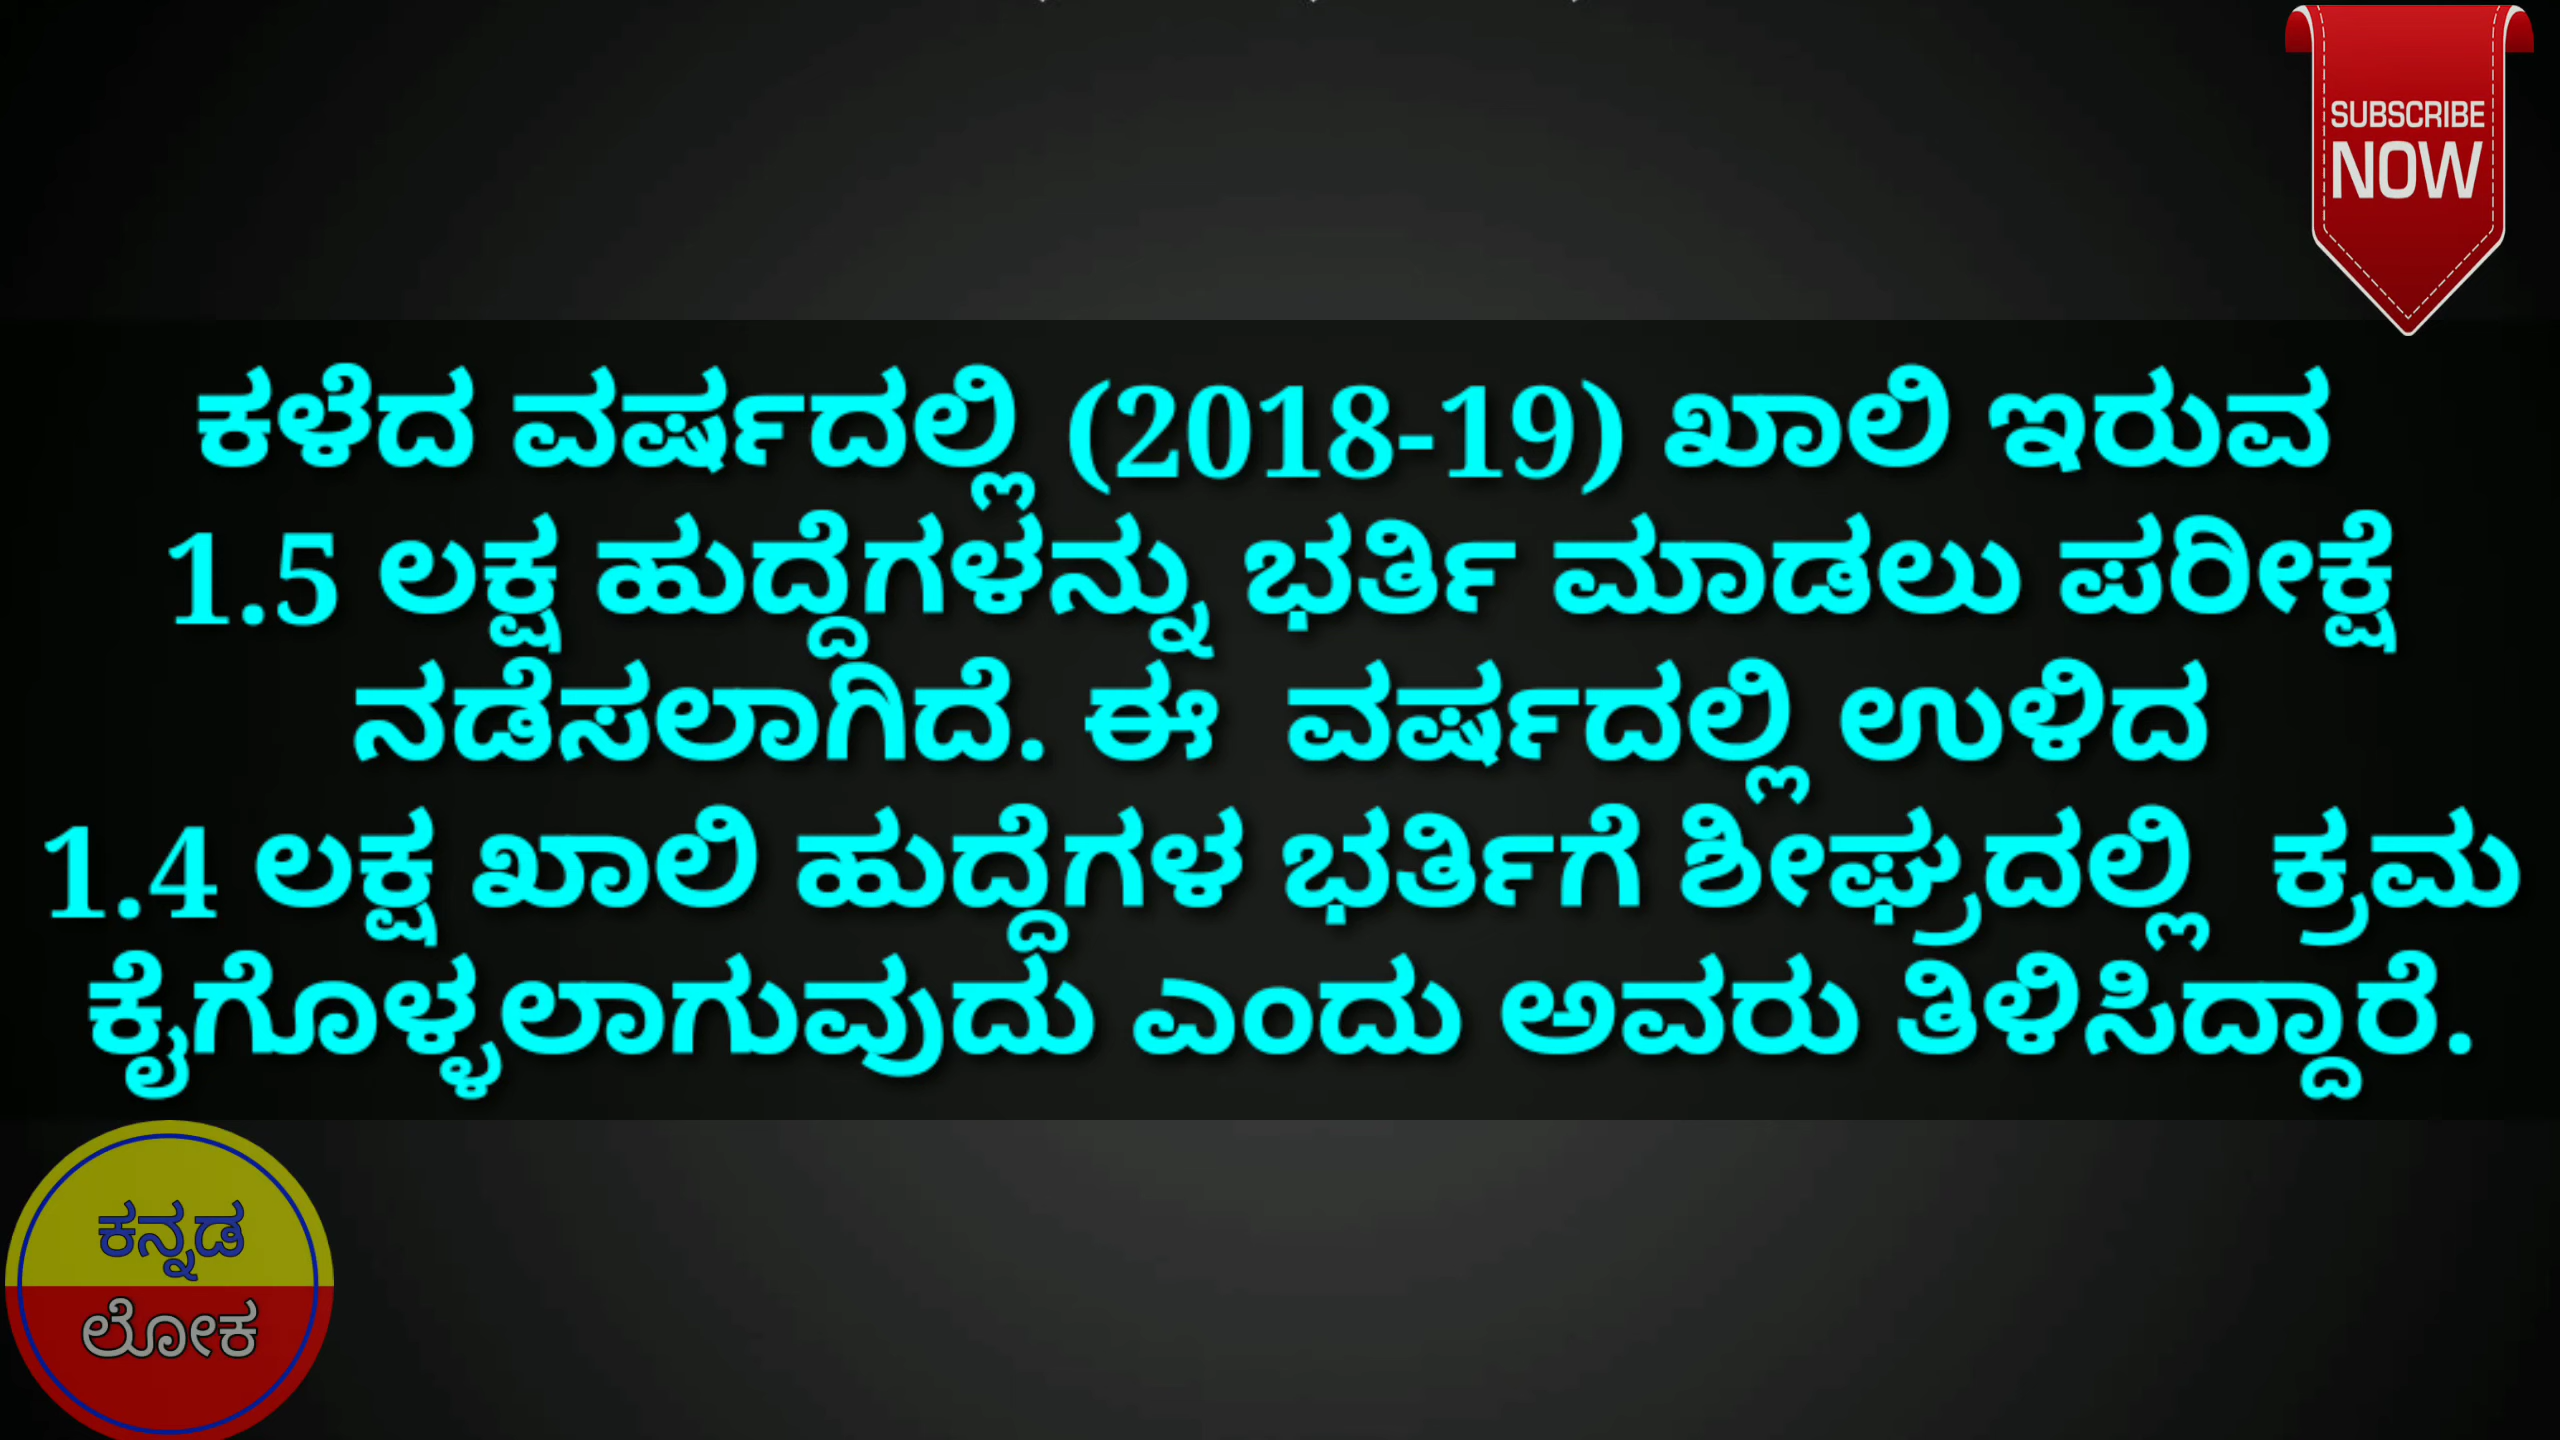 SUBSCRIBE
NOW
ಕಳೆದ ವರ್ಷದಲ್ಲಿ (2018-19) ಖಾಲಿ ಇರುವ
1.5 ಲಕ್ಷ ಹುದ್ದೆಗಳನ್ನು ಭರ್ತಿ ಮಾಡಲು ಪರೀಕ್ಷೆ
ನಡೆಸಲಾಗಿದೆ. ಈ ವರ್ಷದಲ್ಲಿ ಉಳಿದ
1.4 ಲಕ್ಷ ಖಾಲಿ ಹುದ್ದೆಗಳ ಭರ್ತಿಗೆ ಶೀಘ್ರದಲ್ಲಿ ಕ್ರಮ
ಕೈಗೊಳ್ಳಲಾಗುವುದು ಎಂದು ಅವರು ತಿಳಿಸಿದ್ದಾರೆ.
ಕನ್ನಡ
ಲೋಕ